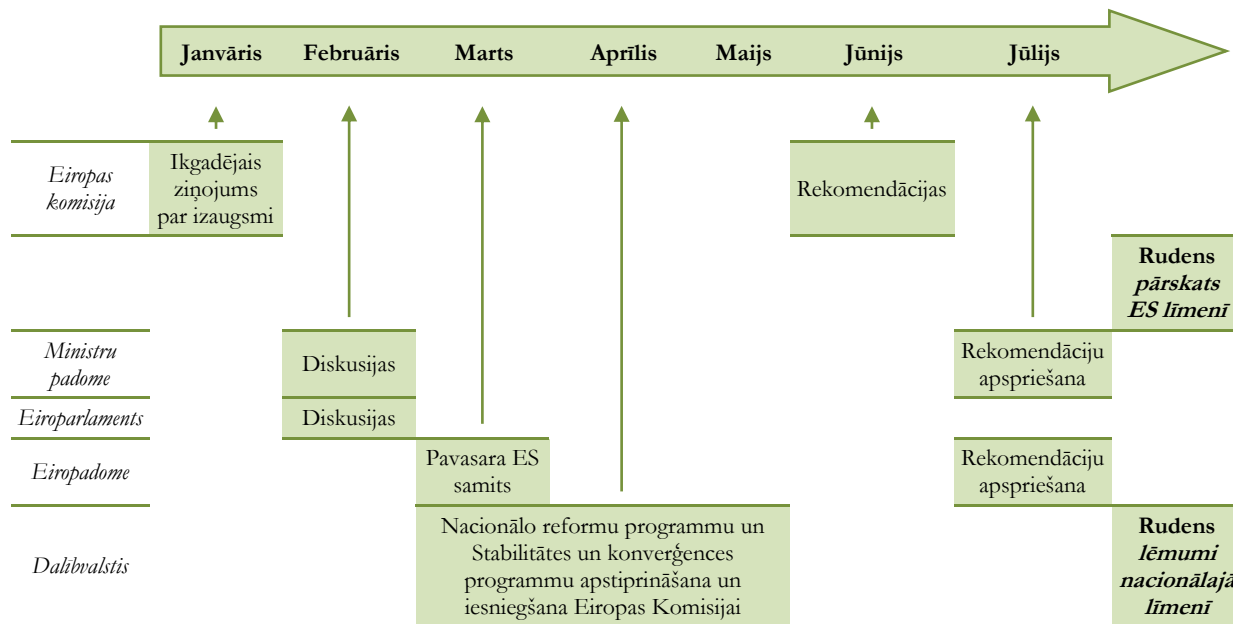 Janvāris Februāris Marts Aprīlis Maijs Jūnijs Jūlijs
Eiropas
komisija
Ikgadējais
ziņojums
par izaugsmi
Rekomendācijas
Rudens
pārskats
ES līmenī
Ministru
padome
Diskusijas
Rekomendāciju
apspriešana
Eiroparlaments
Diskusijas
Eiropadome
Pavasara ES
samits
Rekomendāciju
apspriešana
Dalībvalstis
Nacionālo reformu programmu un
Stabilitātes un konverģences
programmu apstiprināšana un
iesniegšana Eiropas Komisijai
Rudens
lēmumi
nacionālajā
līmenī